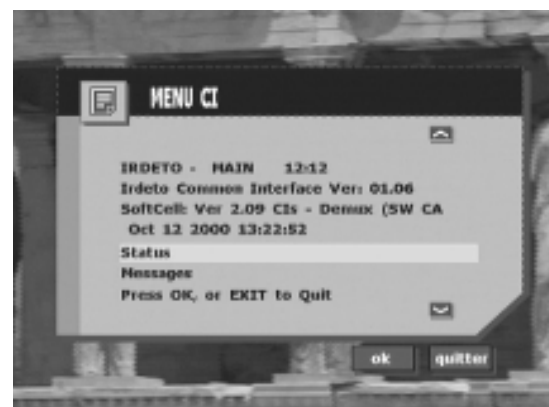 MENU CI
IRDETO - MAIN 12:12
Irdeto Common Interface Ver: 01.06
SoftCell: Ver 2.09 CIs - Demux (SW CA
Oct 12 2000 13:22:52
Status
Messages
Press OK, or EXIT to Quit
ok quitter